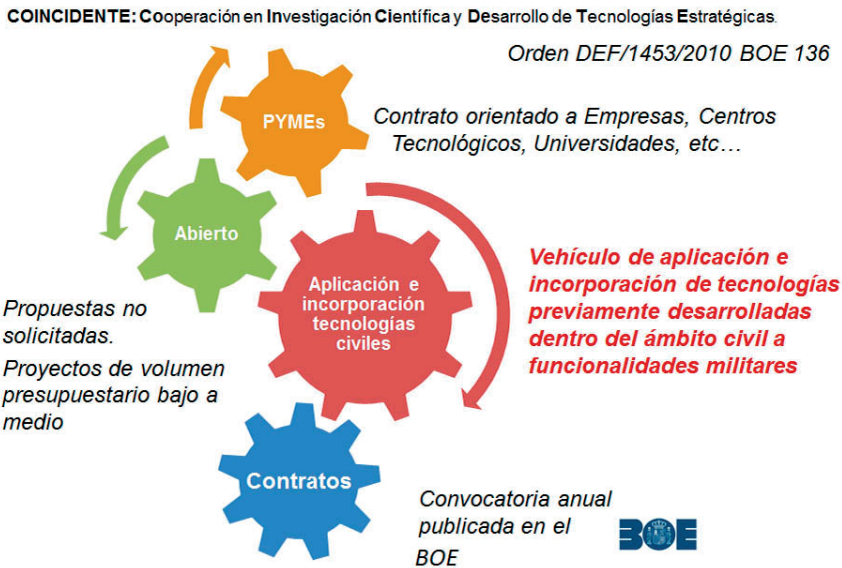 COINCIDENTE: Cooperación en Investigación Científica y Desarrollo de Tecnologías Estratégicas.
Orden DEF/1453/2010 BOE 136
PYMEs
Contrato orientado a Empresas, Centros
Tecnológicos, Universidades, etc…
Abierto
Aplicación e
incorporación
tecnologías
civiles
Vehículo de aplicación e
incorporación de tecnologías
previamente desarrolladas
dentro del ámbito civil a
funcionalidades militares
Propuestas no
solicitadas.
Proyectos de volumen
presupuestario bajo a
medio
Contratos
Convocatoria anual
publicada en el
BOE
BOE